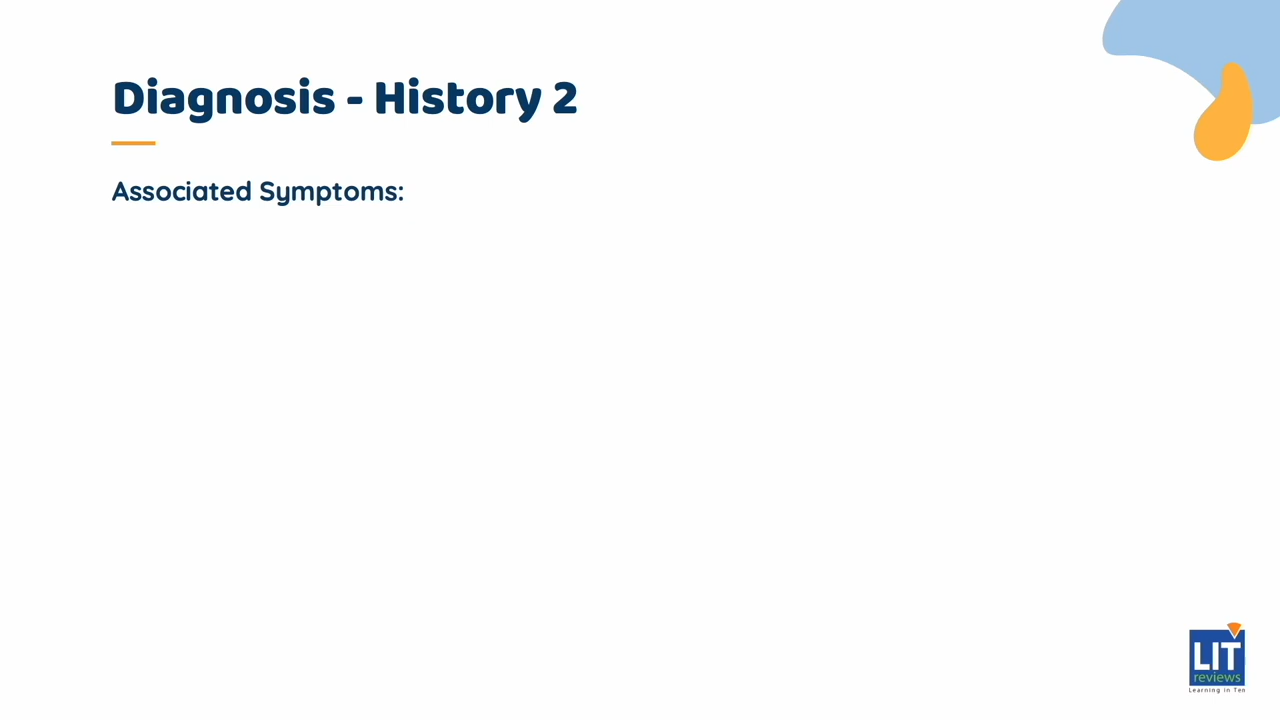 Diagnosis - History 2
Associated Symptoms:
LIT
reviews
Learning in Ten